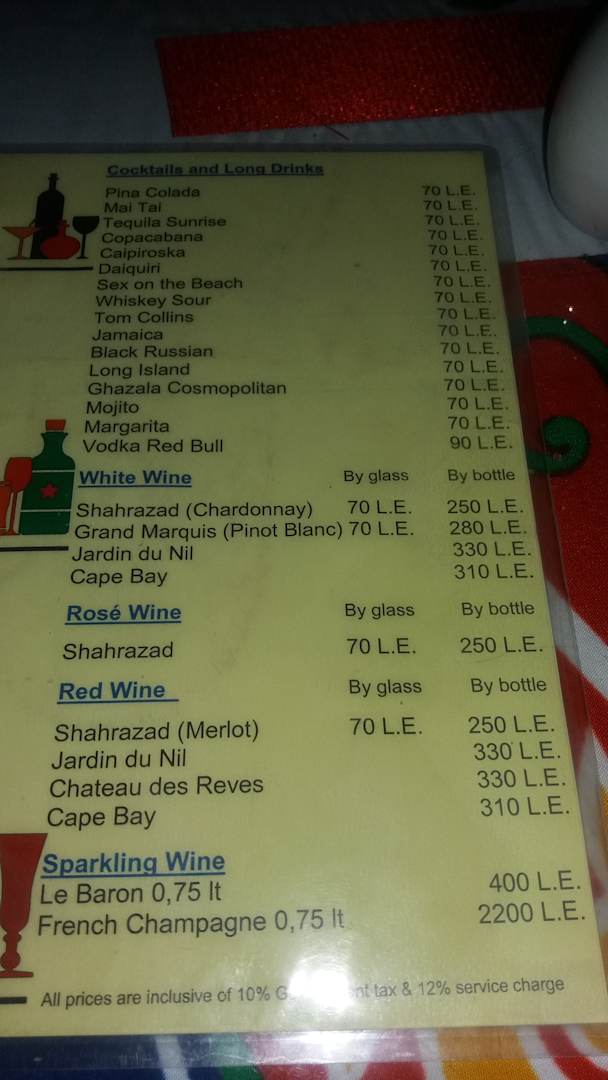 Cocktails and Long Drinks
Pina Colada 70 L.E.
Mai Tai 70 L.E.
Tequila Sunrise 70 L.E.
Copacabana 70 L.E.
Caipiroska 70 L.E.
Daiquiri 70 L.E.
Sex on the Beach 70 L.E.
Whiskey Sour 70 L.E.
Tom Collins 70 L.E.
Jamaica 70 L.E.
Black Russian 70 L.E.
Long Island 70 L.E.
Ghazala Cosmopolitan 70 L.E.
Mojito 70 L.E.
Margarita 70 L.E.
Vodka Red Bull 90 L.E.
White Wine By glass By bottle
Shahrazad (Chardonnay) 70 L.E. 250 L.E.
Grand Marquis (Pinot Blanc) 70 L.E. 280 L.E.
Jardin du Nil 330 L.E.
Cape Bay 310 L.E.
Rosé Wine By glass By bottle
Shahrazad 70 L.E. 250 L.E.
Red Wine By glass By bottle
Shahrazad (Merlot) 70 L.E. 250 L.E.
Jardin du Nil 330 L.E.
Chateau des Reves 330 L.E.
Cape Bay 310 L.E.
Sparkling Wine
Le Baron 0,75 lt 400 L.E.
French Champagne 0,75 lt 2200 L.E.
All prices are inclusive of 10% tax & 12% service charge